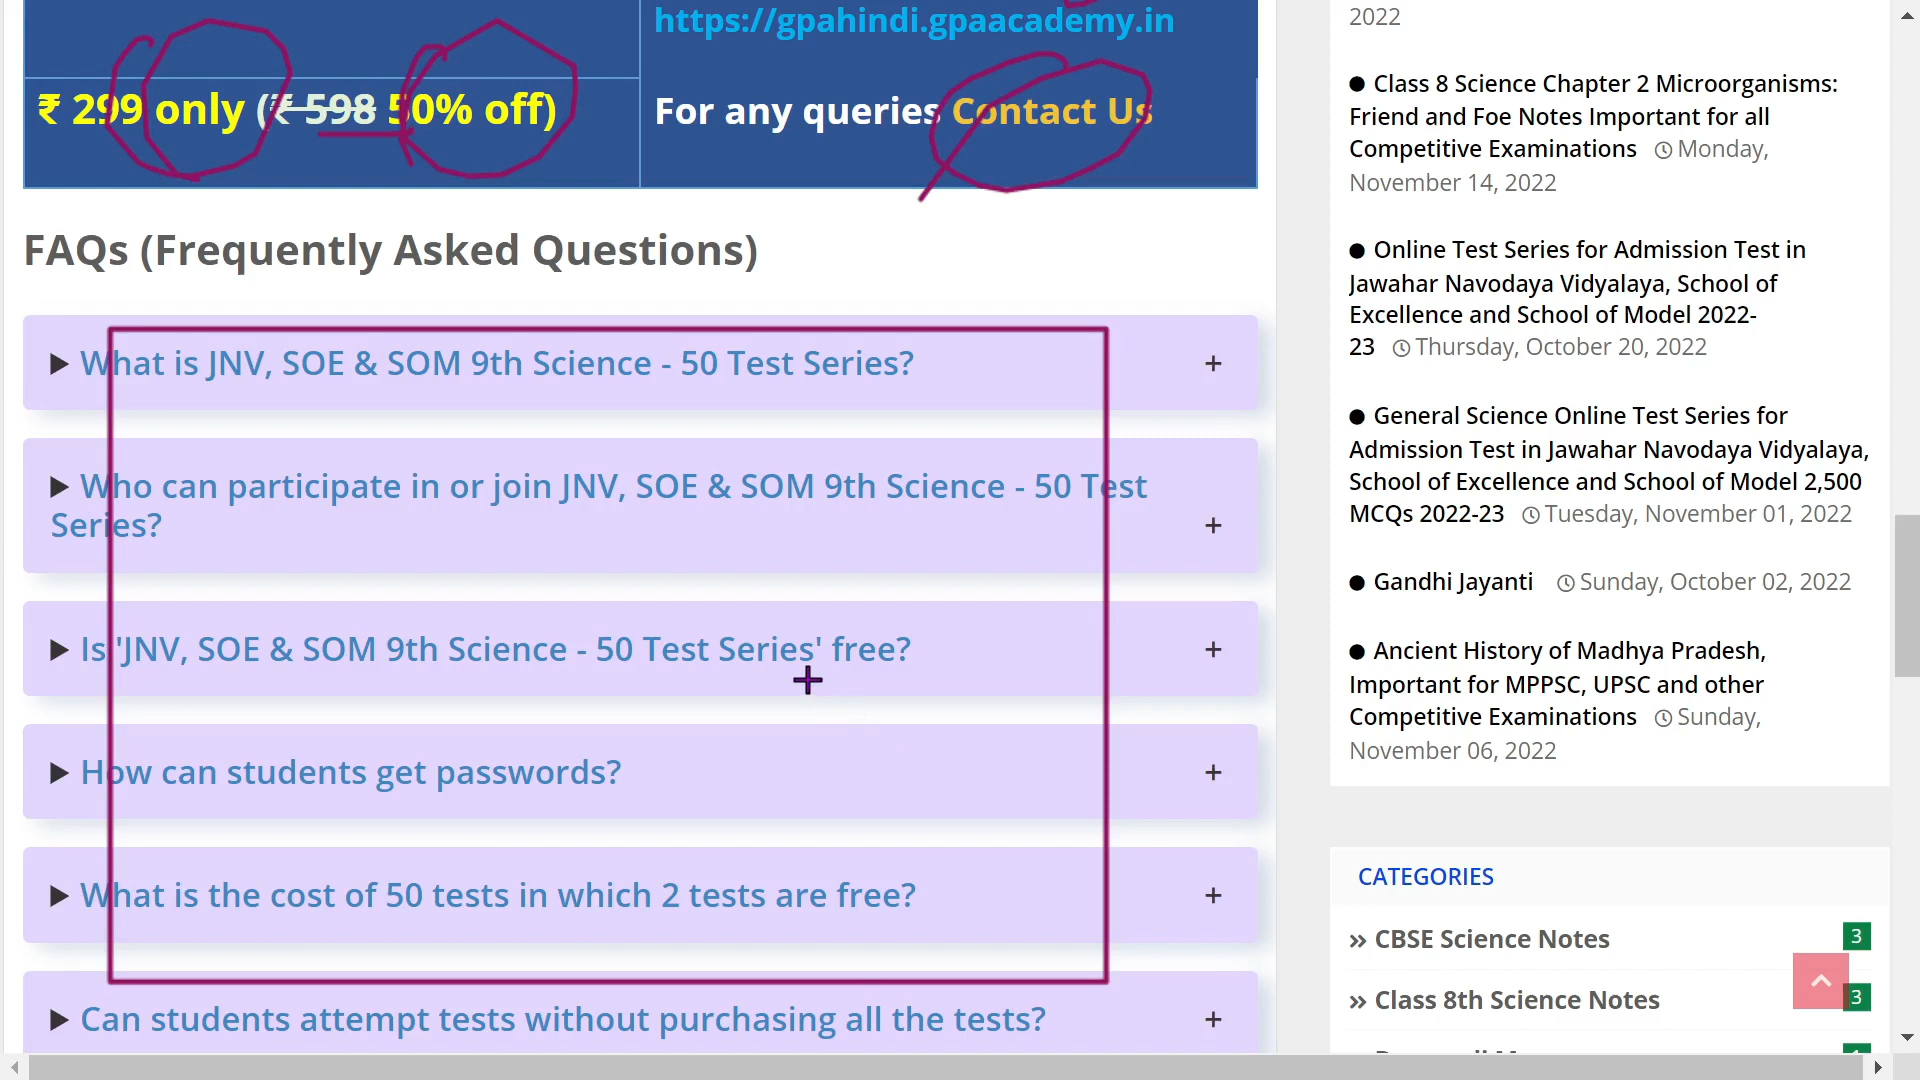 https://gpahindi.gpaacademy.in
₹ 299 only (₹ 598 50% off)
For any queries Contact Us
FAQs (Frequently Asked Questions)
What is JNV, SOE & SOM 9th Science - 50 Test Series?
+
Who can participate in or join JNV, SOE & SOM 9th Science - 50 Test
Series?
+
Is 'JNV, SOE & SOM 9th Science - 50 Test Series' free?
+
How can students get passwords?
+
What is the cost of 50 tests in which 2 tests are free?
+
Can students attempt tests without purchasing all the tests?
+
2022
Class 8 Science Chapter 2 Microorganisms:
Friend and Foe Notes Important for all
Competitive Examinations Monday,
November 14, 2022
Online Test Series for Admission Test in
Jawahar Navodaya Vidyalaya, School of
Excellence and School of Model 2022-
23 Thursday, October 20, 2022
General Science Online Test Series for
Admission Test in Jawahar Navodaya Vidyalaya,
School of Excellence and School of Model 2,500
MCQs 2022-23 Tuesday, November 01, 2022
Gandhi Jayanti Sunday, October 02, 2022
Ancient History of Madhya Pradesh,
Important for MPPSC, UPSC and other
Competitive Examinations Sunday,
November 06, 2022
CATEGORIES
» CBSE Science Notes 3
» Class 8th Science Notes 3